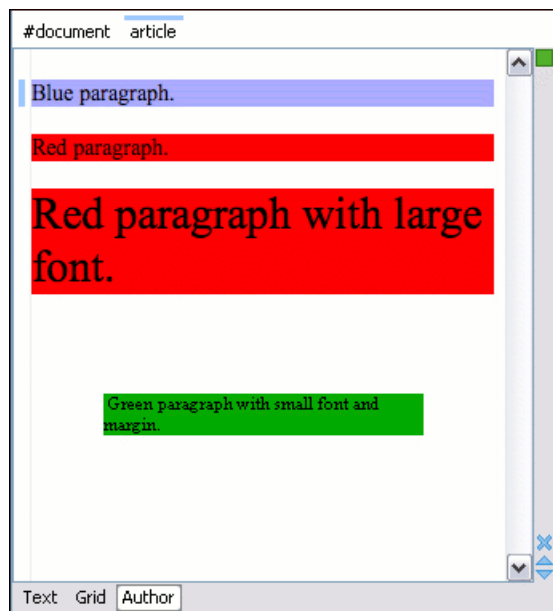 #document article
Blue paragraph.
Red paragraph.
Red paragraph with large
font.
Green paragraph with small font and
margin.
Text Grid Author